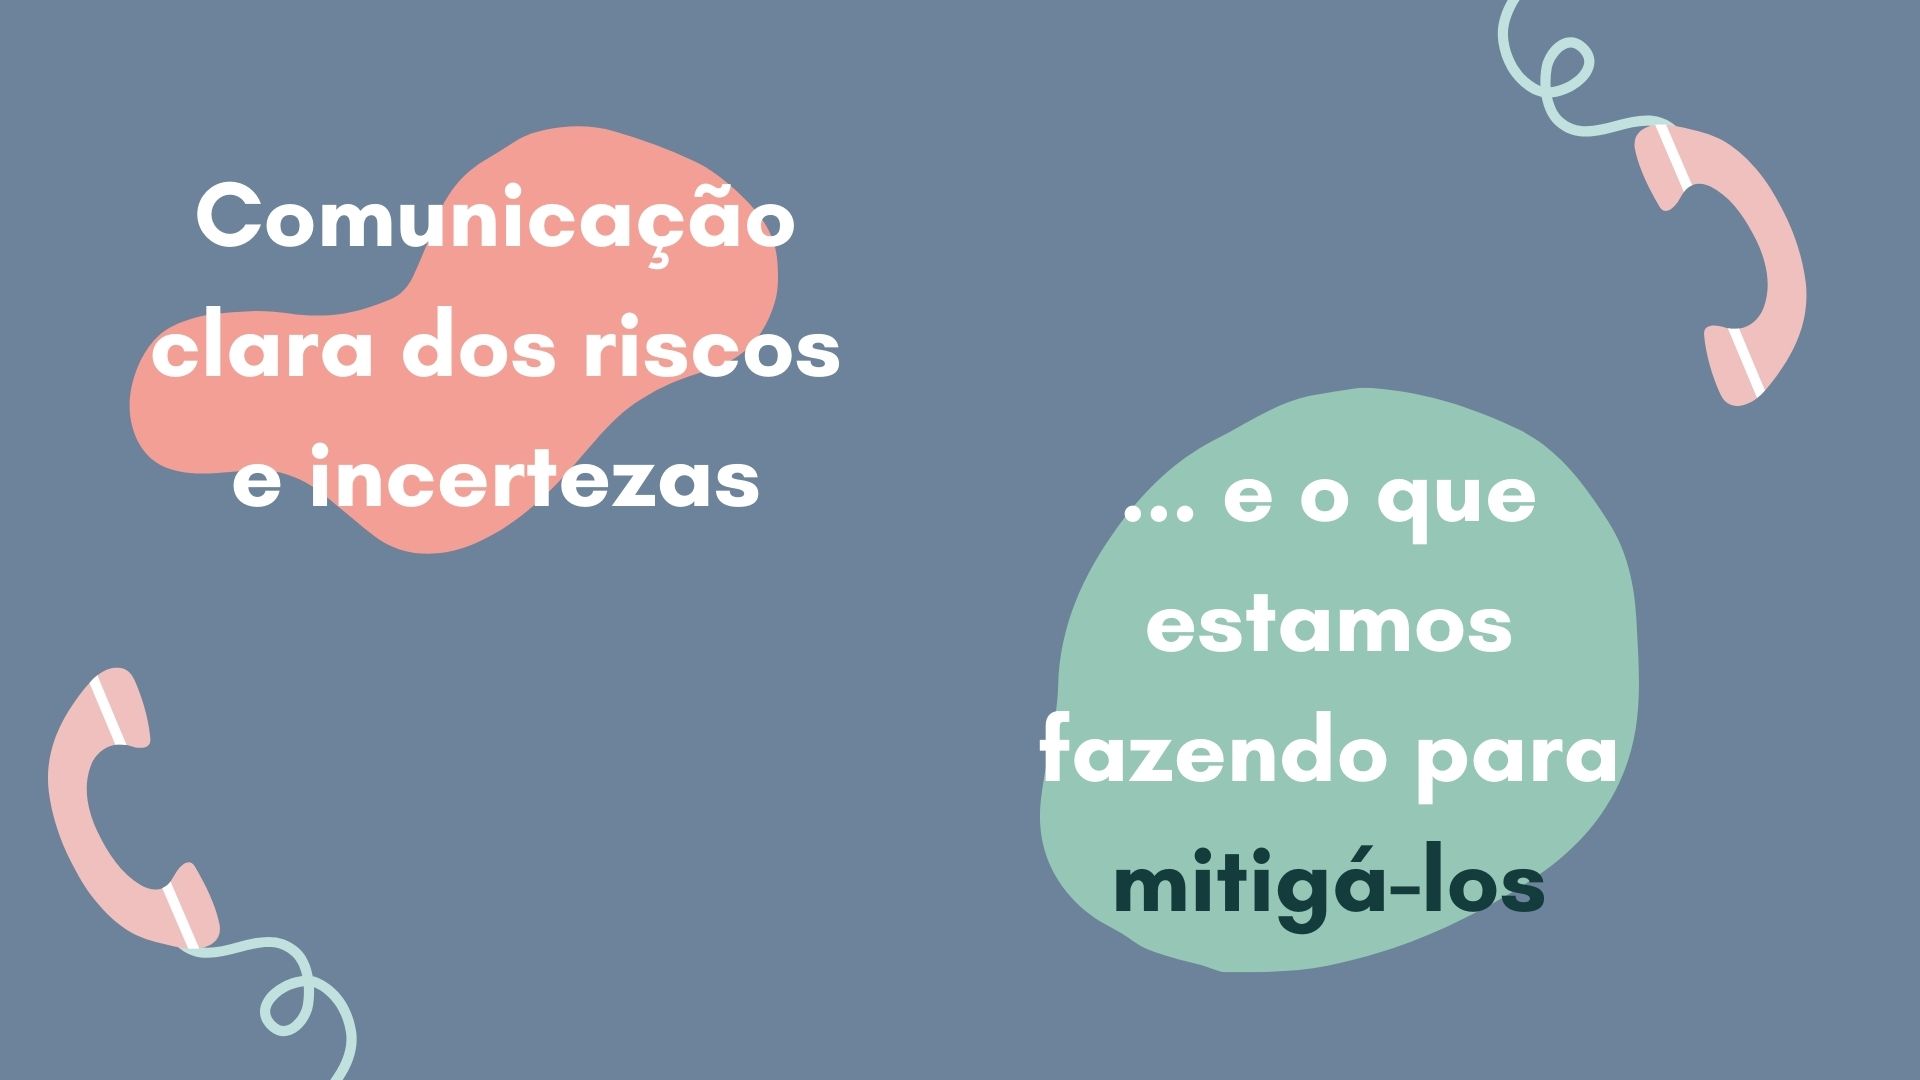 Comunicação
clara dos riscos
e incertezas
... e o que
estamos
fazendo para
mitigá-los